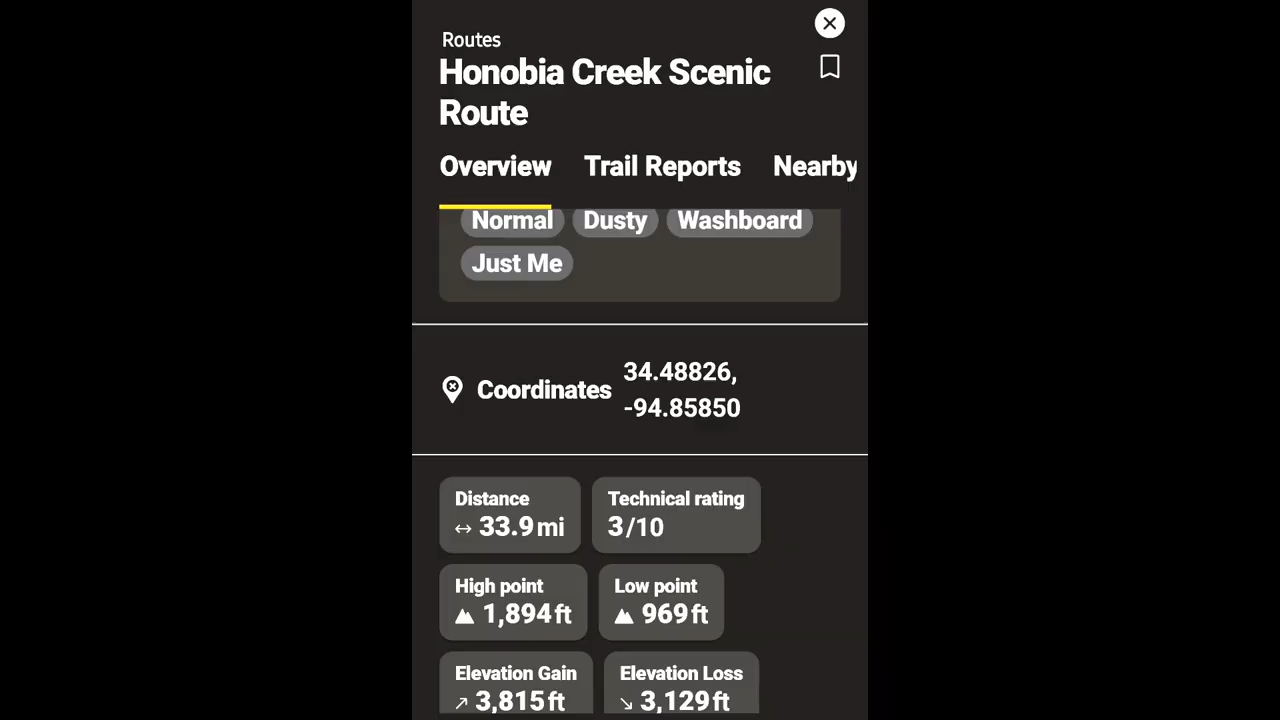 Routes
Honobia Creek Scenic
Route
Overview Trail Reports Nearby
Normal Dusty Washboard
Just Me
Coordinates
34.48826,
-94.85850
Distance Technical rating
33.9 mi 3/10
High point Low point
1,894 ft 969 ft
Elevation Gain Elevation Loss
3,815 ft 3,129 ft